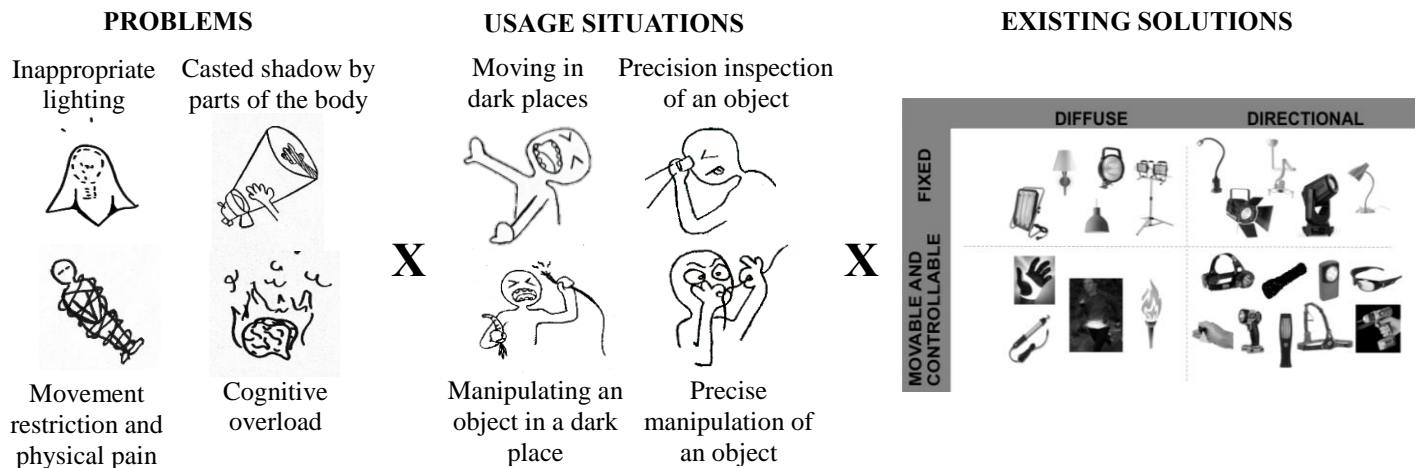 PROBLEMS
Inappropriate
lighting
Casted shadow by
parts of the body
Movement
restriction and
physical pain
Cognitive
overload
X
USAGE SITUATIONS
Moving in
dark places
Precision inspection
of an object
Manipulating an
object in a dark
place
Precise
manipulation of
an object
X
EXISTING SOLUTIONS
DIFFUSE
DIRECTIONAL
FIXED
MOVABLE AND
CONTROLLABLE